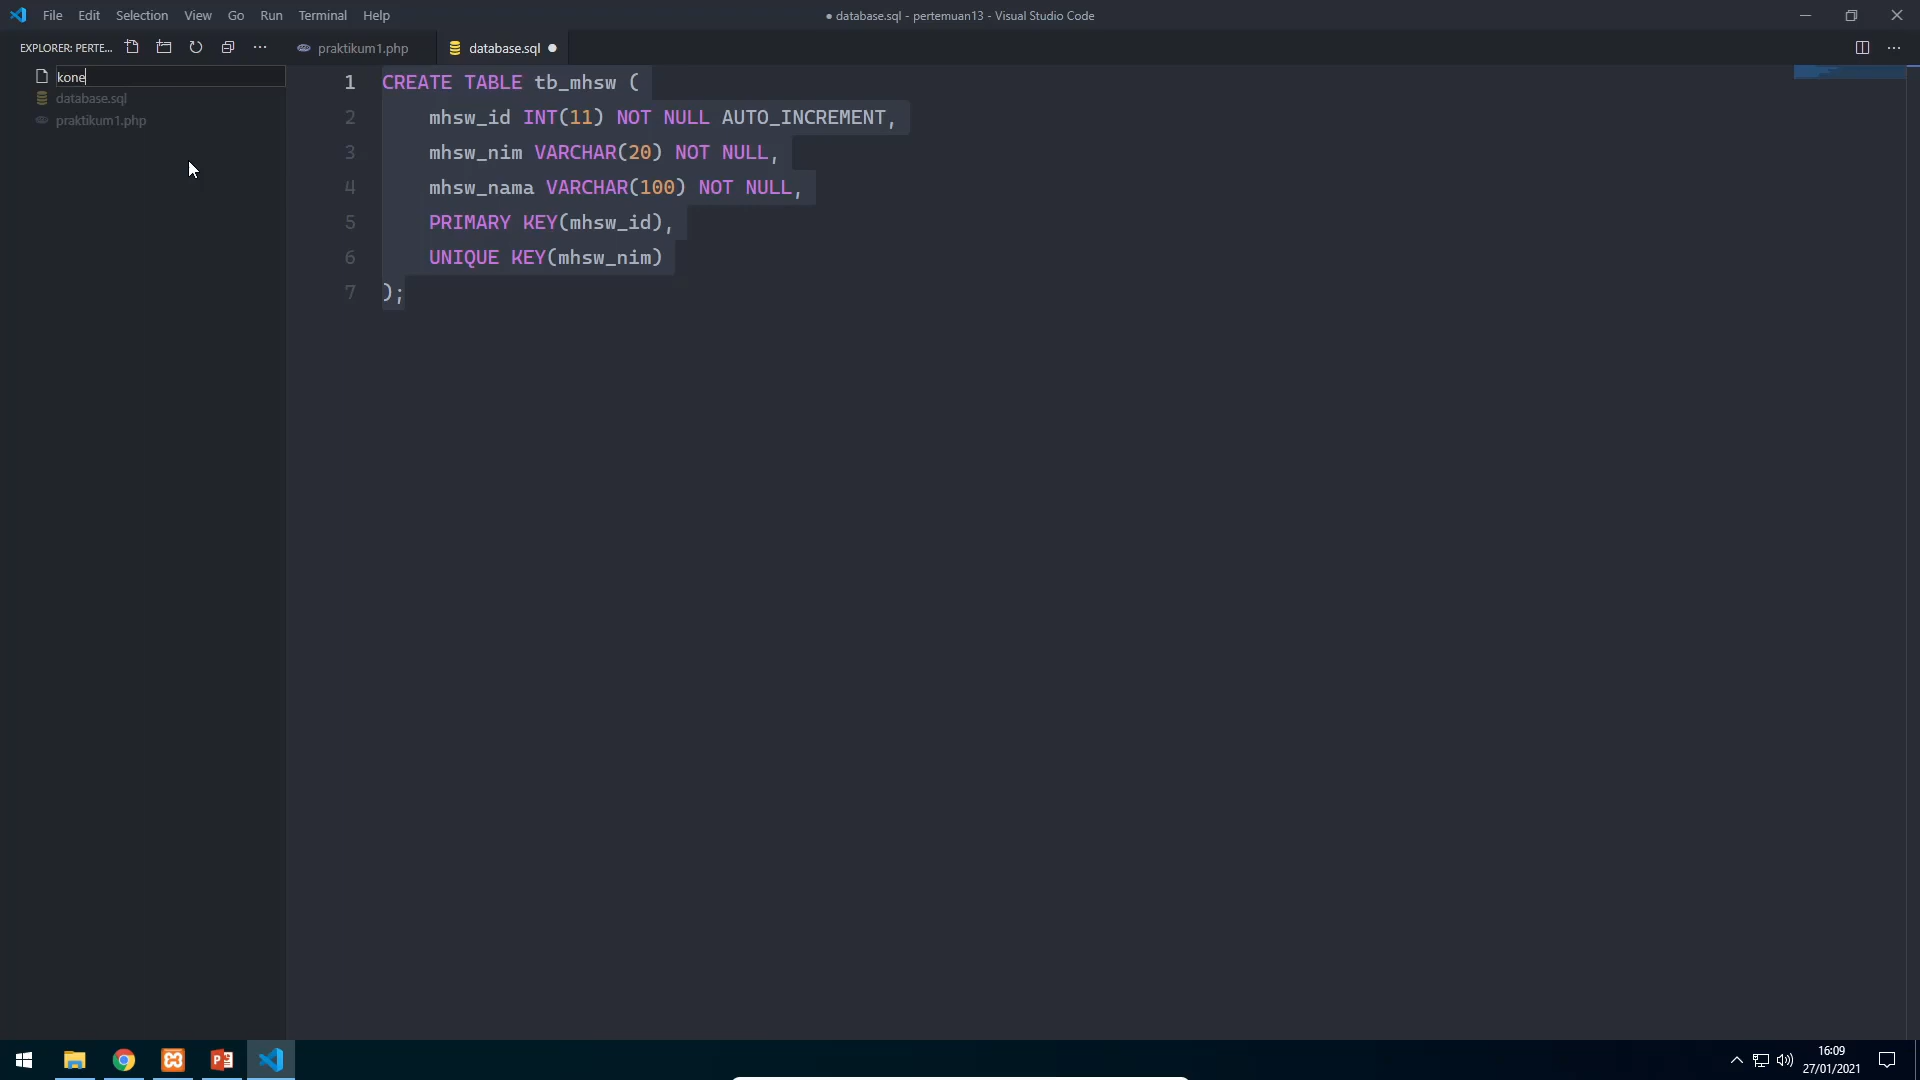 File Edit Selection View Go Run Terminal Help
● database.sql - pertemuan13 - Visual Studio Code
EXPLORER: PERTE...
praktikum1.php
database.sql ●
kone
database.sql
praktikum1.php
1 CREATE TABLE tb_mhsw (
2 mhsw_id INT(11) NOT NULL AUTO_INCREMENT,
3 mhsw_nim VARCHAR(20) NOT NULL,
4 mhsw_nama VARCHAR(100) NOT NULL,
5 PRIMARY KEY(mhsw_id),
6 UNIQUE KEY(mhsw_nim)
7 );
16:09
27/01/2021